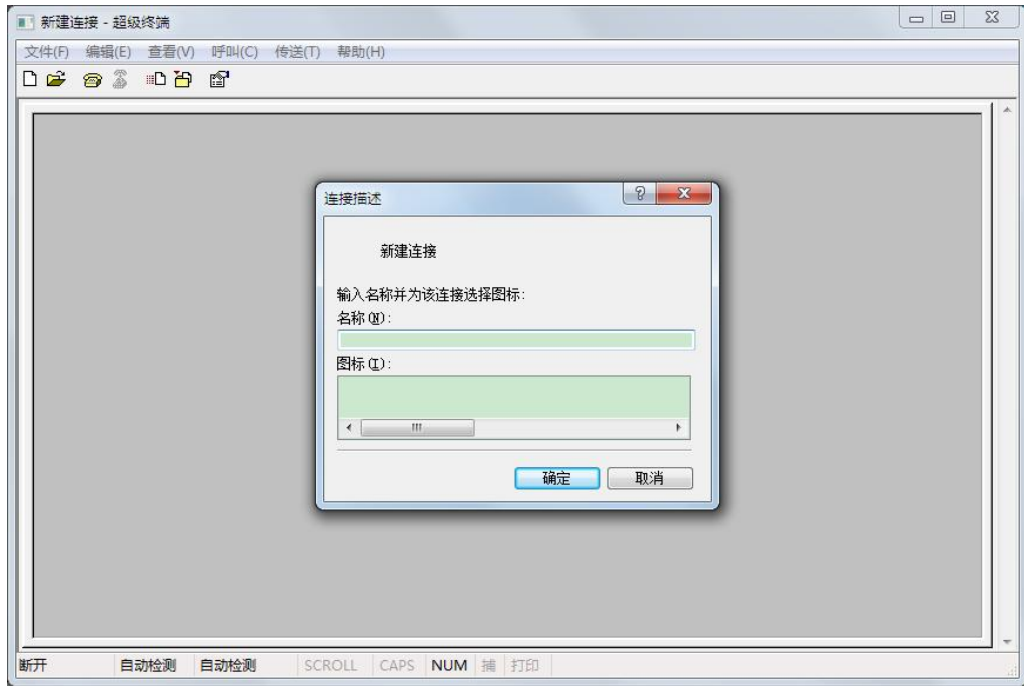 新建连接 - 超级终端
文件(F) 编辑(E) 查看(V) 呼叫(C) 传送(T) 帮助(H)
连接描述
新建连接
输入名称并为该连接选择图标:
名称(N):
图标(I):
确定 取消
断开 自动检测 自动检测 SCROLL CAPS NUM 捕 打印